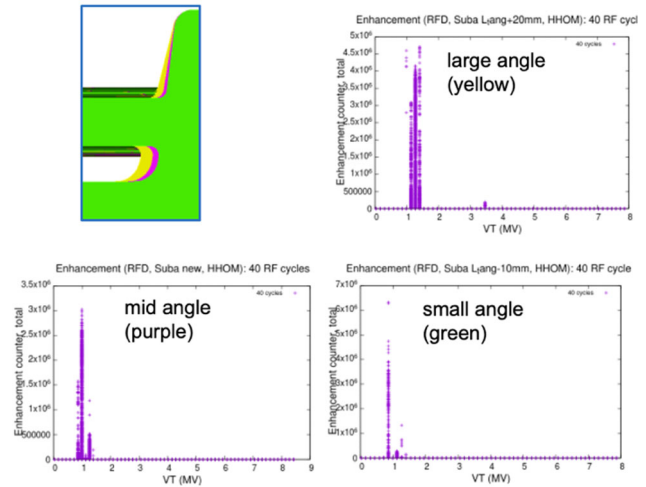 Enhancement (RFD, Suba Lfang+20mm, HHOM): 40 RF cycl
40 cycles
large angle
(yellow)
Enhancement counter, total
5x10⁶
4.5x10⁶
4x10⁶
3.5x10⁶
3x10⁶
2.5x10⁶
2x10⁶
1.5x10⁶
1x10⁶
500000
0
0 1 2 3 4 5 6 7 8
VT (MV)
Enhancement (RFD, Suba new, HHOM): 40 RF cycles
40 cycles
mid angle
(purple)
Enhancement counter, total
3.5x10⁶
3x10⁶
2.5x10⁶
2x10⁶
1.5x10⁶
1x10⁶
500000
0
0 1 2 3 4 5 6 7 8 9
VT (MV)
Enhancement (RFD, Suba Lfang-10mm, HHOM): 40 RF cycle
40 cycles
small angle
(green)
Enhancement counter, total
7x10⁶
6x10⁶
5x10⁶
4x10⁶
3x10⁶
2x10⁶
1x10⁶
0
0 1 2 3 4 5 6 7 8
VT (MV)